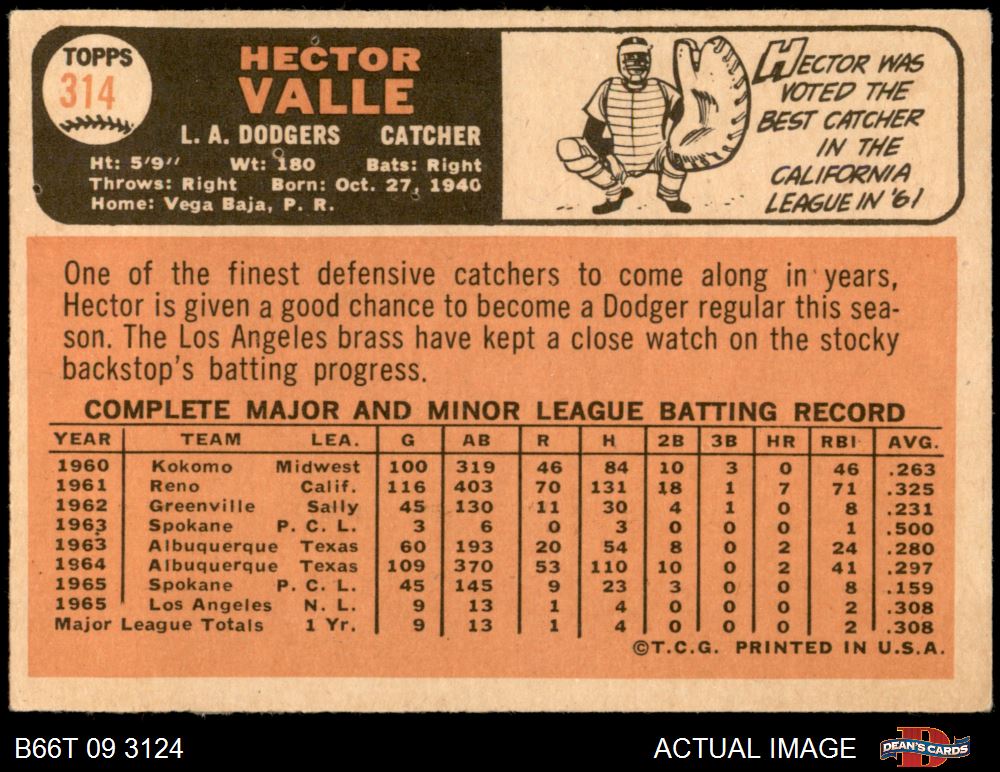 TOPPS
314
HECTOR
VALLE
L. A. DODGERS CATCHER
Ht: 5'9" Wt: 180 Bats: Right
Throws: Right Born: Oct. 27, 1940
Home: Vega Baja, P. R.
HECTOR WAS
VOTED THE
BEST CATCHER
IN THE
CALIFORNIA
LEAGUE IN '61
One of the finest defensive catchers to come along in years,
Hector is given a good chance to become a Dodger regular this sea-
son. The Los Angeles brass have kept a close watch on the stocky
backstop's batting progress.
COMPLETE MAJOR AND MINOR LEAGUE BATTING RECORD
YEAR TEAM LEA. G AB R H 2B 3B HR RBI AVG.
1960 Kokomo Midwest 100 319 46 84 10 3 0 46 .263
1961 Reno Calif. 116 403 70 131 18 1 7 71 .325
1962 Greenville Sally 45 130 11 30 4 1 0 8 .231
1963 Spokane P. C. L. 3 6 0 3 0 0 0 1 .500
1963 Albuquerque Texas 60 193 20 54 8 0 2 24 .280
1964 Albuquerque Texas 109 370 53 110 10 0 2 41 .297
1965 Spokane P. C. L. 45 145 9 23 3 0 0 8 .159
1965 Los Angeles N. L. 9 13 1 4 0 0 0 2 .308
Major League Totals 1 Yr. 9 13 1 4 0 0 0 2 .308
©T.C.G. PRINTED IN U.S.A.
B66T 09 3124 ACTUAL IMAGE DEAN'S CARDS